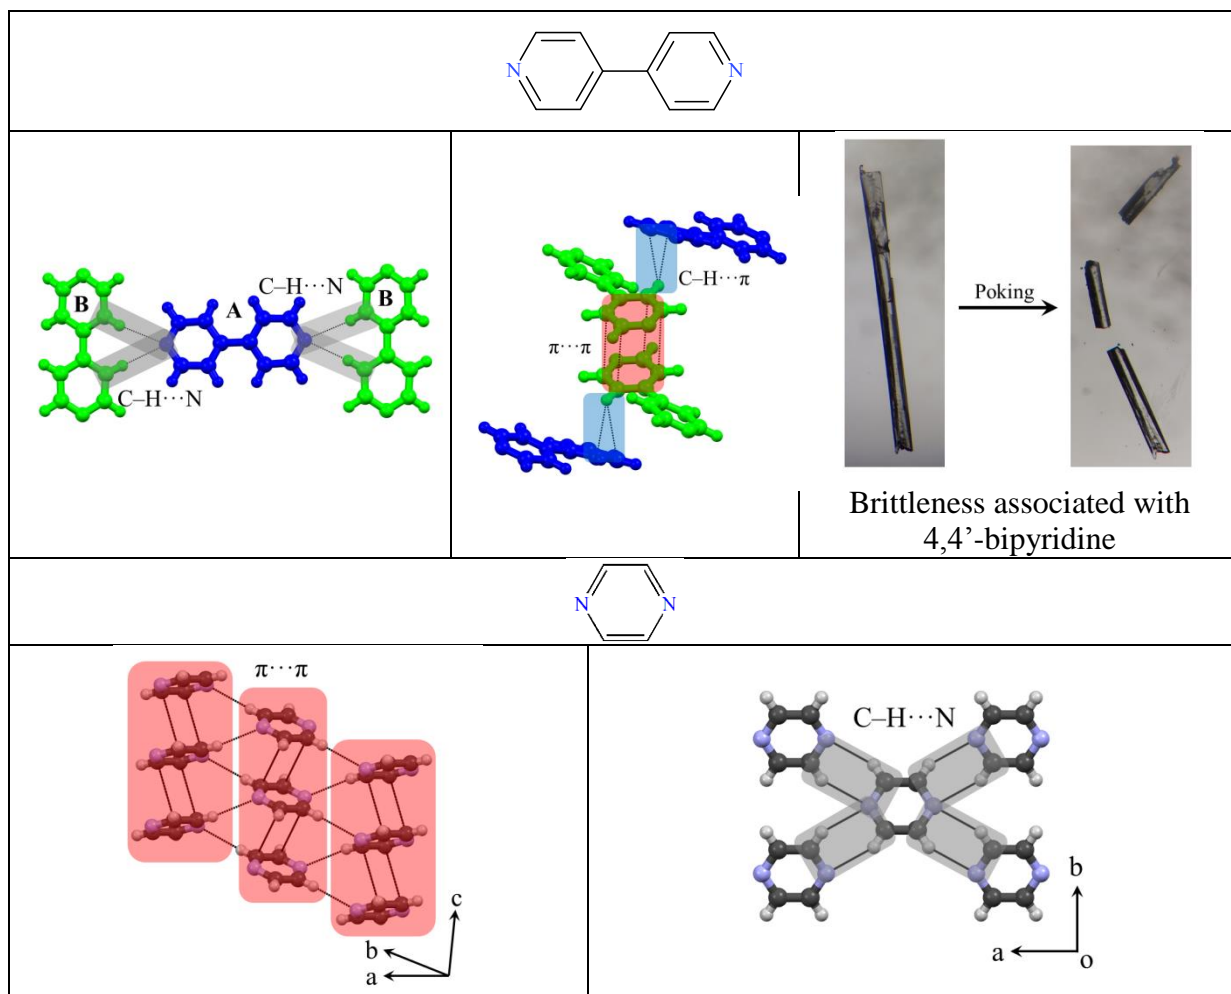 N N
C–H···N
B A B
C–H···N
C–H···π
π···π
Poking
Brittleness associated with
4,4’-bipyridine
N N
π···π
c
b
a
C–H···N
b
a
o